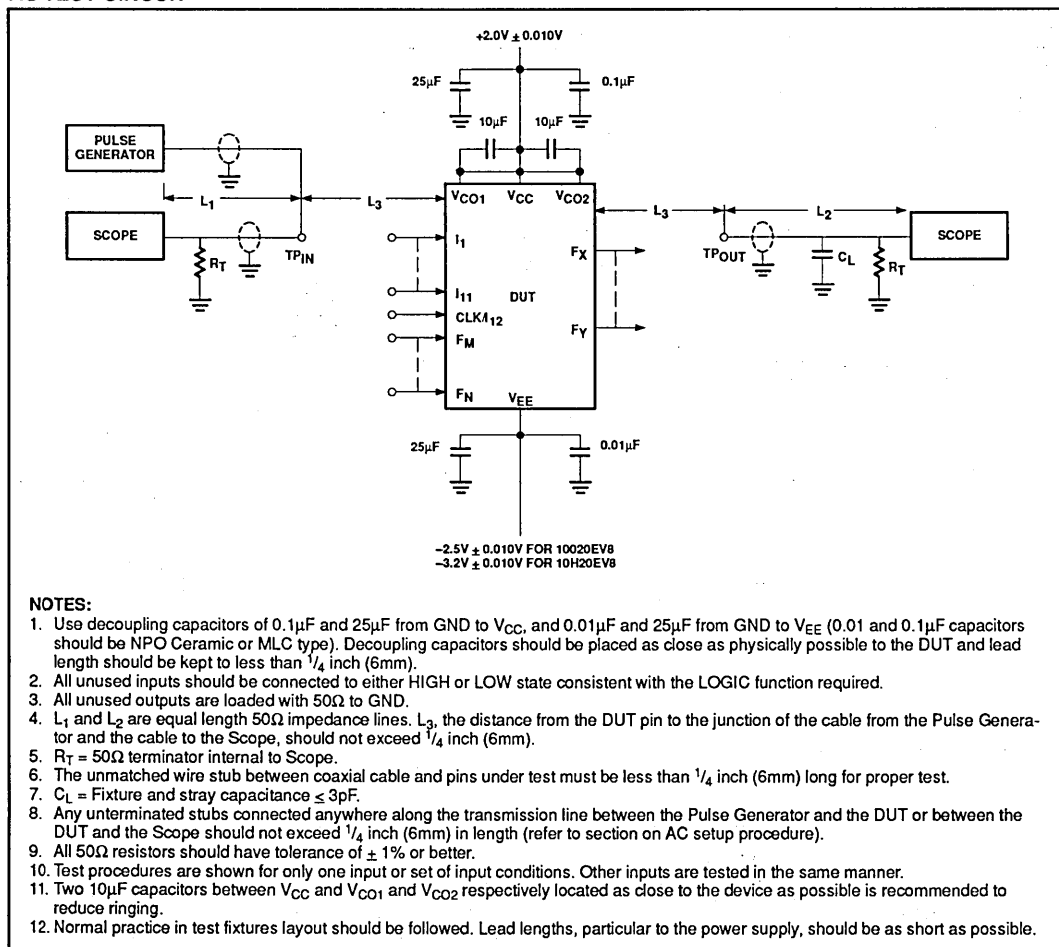 +2.0V ± 0.010V
25µF
0.1µF
10µF
10µF
PULSE
GENERATOR
L1
L3
VCO1
VCC
VCO2
L3
L2
SCOPE
RT
TPIN
I1
I11
CLK/I12
FM
FN
DUT
VEE
FX
FY
TPOUT
CL
RT
SCOPE
25µF
0.01µF
–2.5V ± 0.010V FOR 10020EV8
–3.2V ± 0.010V FOR 10H20EV8
NOTES:
1. Use decoupling capacitors of 0.1µF and 25µF from GND to VCC, and 0.01µF and 25µF from GND to VEE (0.01 and 0.1µF capacitors
should be NPO Ceramic or MLC type). Decoupling capacitors should be placed as close as physically possible to the DUT and lead
length should be kept to less than 1/4 inch (6mm).
2. All unused inputs should be connected to either HIGH or LOW state consistent with the LOGIC function required.
3. All unused outputs are loaded with 50Ω to GND.
4. L1 and L2 are equal length 50Ω impedance lines. L3, the distance from the DUT pin to the junction of the cable from the Pulse Genera-
tor and the cable to the Scope, should not exceed 1/4 inch (6mm).
5. RT = 50Ω terminator internal to Scope.
6. The unmatched wire stub between coaxial cable and pins under test must be less than 1/4 inch (6mm) long for proper test.
7. CL = Fixture and stray capacitance ≤ 3pF.
8. Any unterminated stubs connected anywhere along the transmission line between the Pulse Generator and the DUT or between the
DUT and the Scope should not exceed 1/4 inch (6mm) in length (refer to section on AC setup procedure).
9. All 50Ω resistors should have tolerance of ± 1% or better.
10. Test procedures are shown for only one input or set of input conditions. Other inputs are tested in the same manner.
11. Two 10µF capacitors between VCC and VCO1 and VCO2 respectively located as close to the device as possible is recommended to
reduce ringing.
12. Normal practice in test fixtures layout should be followed. Lead lengths, particular to the power supply, should be as short as possible.